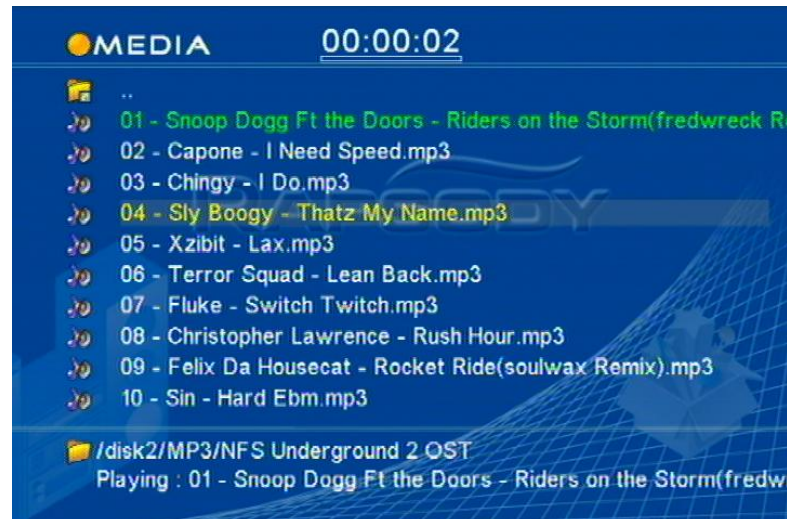 MEDIA 00:00:02
..
01 - Snoop Dogg Ft the Doors - Riders on the Storm(fredwreck R
02 - Capone - I Need Speed.mp3
03 - Chingy - I Do.mp3
RAPSODY
04 - Sly Boogy - Thatz My Name.mp3
05 - Xzibit - Lax.mp3
06 - Terror Squad - Lean Back.mp3
07 - Fluke - Switch Twitch.mp3
08 - Christopher Lawrence - Rush Hour.mp3
09 - Felix Da Housecat - Rocket Ride(soulwax Remix).mp3
10 - Sin - Hard Ebm.mp3
/disk2/MP3/NFS Underground 2 OST
Playing : 01 - Snoop Dogg Ft the Doors - Riders on the Storm(fredw